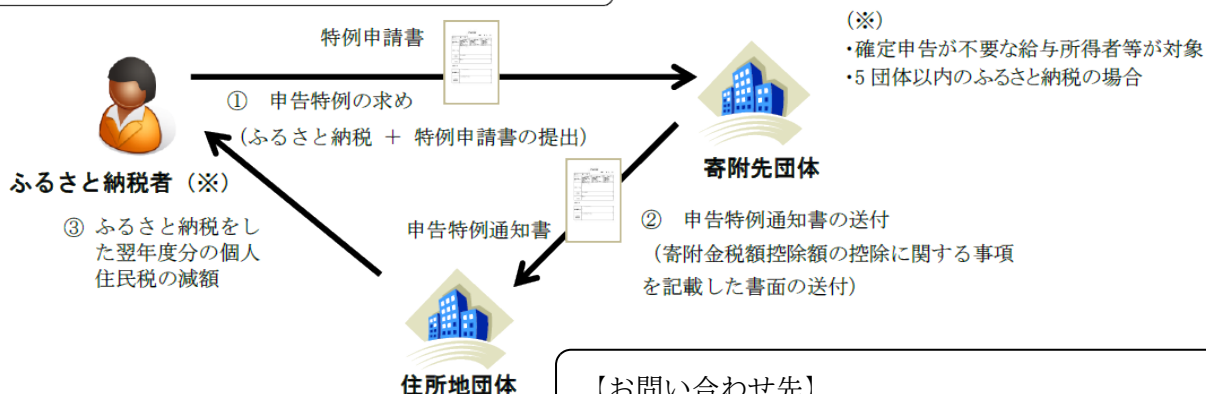 特例申請書
① 申告特例の求め
(ふるさと納税 + 特例申請書の提出)
ふるさと納税者(※)
(※)
・確定申告が不要な給与所得者等が対象
・5団体以内のふるさと納税の場合
寄附先団体
申告特例通知書
② 申告特例通知書の送付
(寄附金税額控除額の控除に関する事項
を記載した書面の送付)
③ ふるさと納税をし
た翌年度分の個人
住民税の減額
住所地団体
【お問い合わせ先】